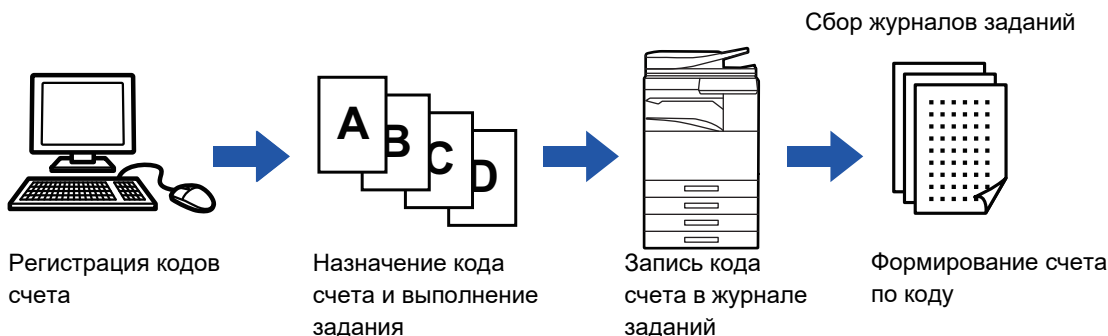 Сбор журналов заданий
A
B
C
D
Регистрация кодов
счета
Назначение кода
счета и выполнение
задания
Запись кода
счета в журнале
заданий
Формирование счета
по коду